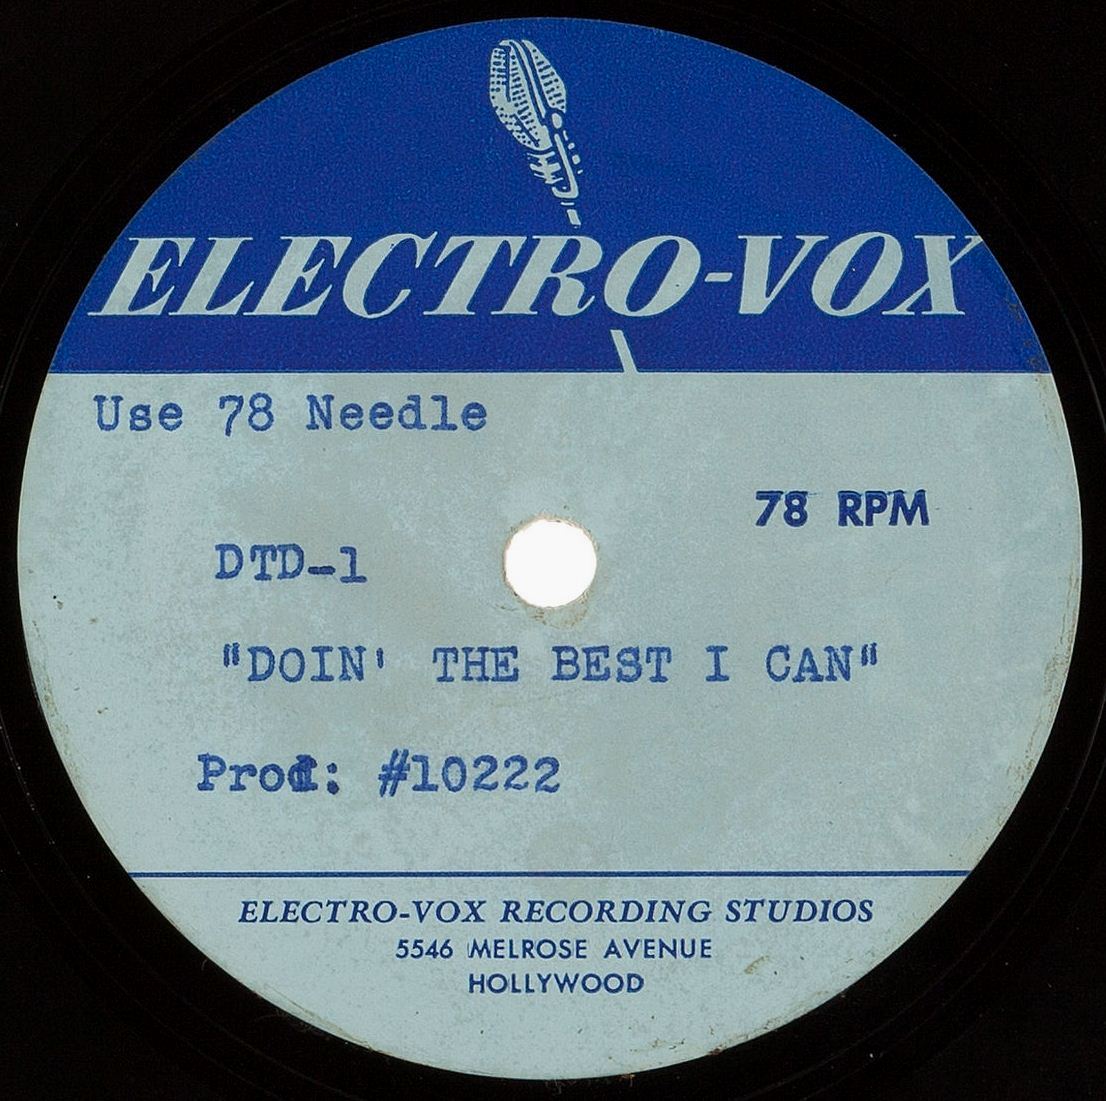 ELECTRO-VOX
Use 78 Needle
78 RPM
DTD-1
"DOIN' THE BEST I CAN"
Prod: #10222
ELECTRO-VOX RECORDING STUDIOS
5546 MELROSE AVENUE
HOLLYWOOD